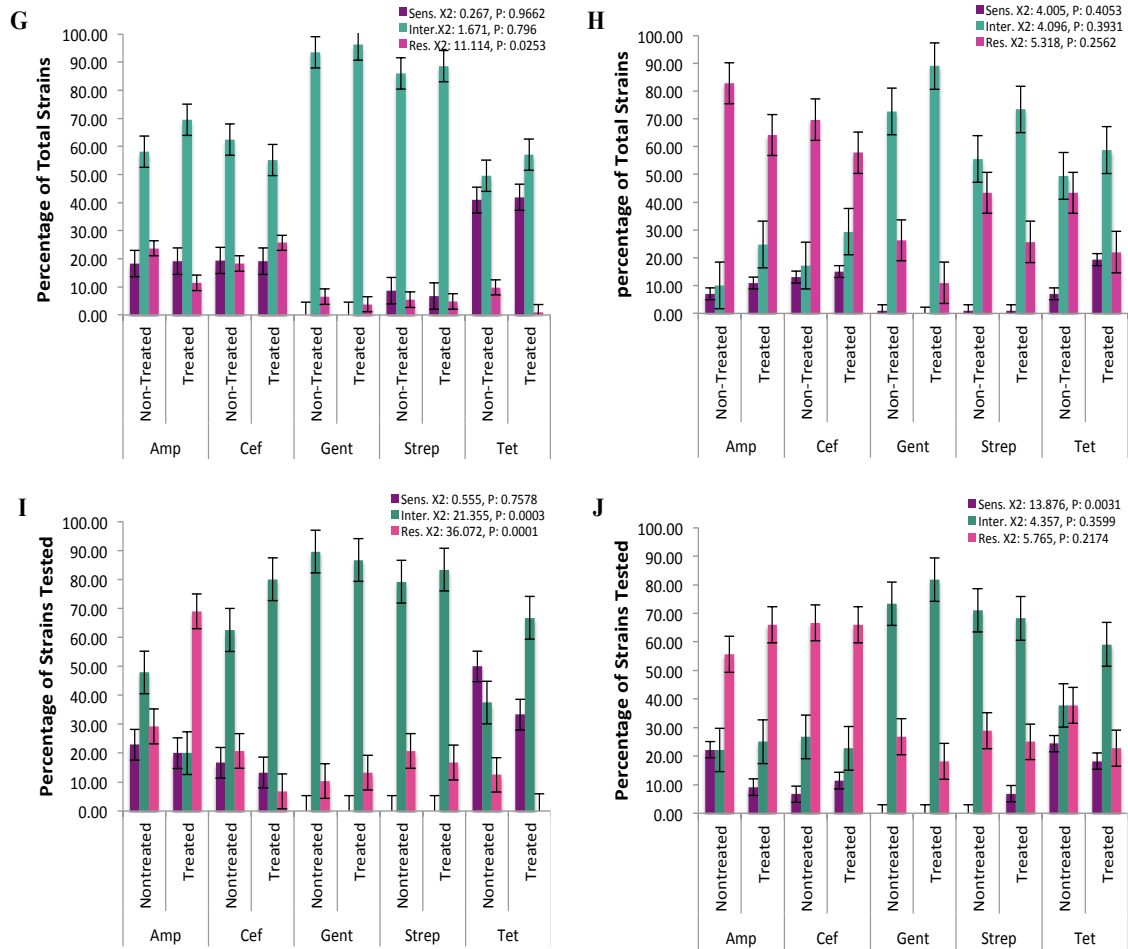 G
Sens. X2: 0.267, P: 0.9662
Inter.X2: 1.671, P: 0.796
Res. X2: 11.114, P: 0.0253
Percentage of Total Strains
100.00
90.00
80.00
70.00
60.00
50.00
40.00
30.00
20.00
10.00
0.00
Non-Treated
Treated
Non-Treated
Treated
Non-Treated
Treated
Non-Treated
Treated
Non-Treated
Treated
Amp
Cef
Gent
Strep
Tet
H
Sens. X2: 4.005, P: 0.4053
Inter.X2: 4.096, P: 0.3931
Res. X2: 5.318, P: 0.2562
percentage of Total Strains
100.00
90.00
80.00
70.00
60.00
50.00
40.00
30.00
20.00
10.00
0.00
Non-Treated
Treated
Non-Treated
Treated
Non-Treated
Treated
Non-Treated
Treated
Non-Treated
Treated
Amp
Cef
Gent
Strep
Tet
I
Sens. X2: 0.555, P: 0.7578
Inter. X2: 21.355, P: 0.0003
Res. X2: 36.072, P: 0.0001
Percentage of Strains Tested
100.00
90.00
80.00
70.00
60.00
50.00
40.00
30.00
20.00
10.00
0.00
Nontreated
Treated
Nontreated
Treated
Nontreated
Treated
Nontreated
Treated
Nontreated
Treated
Amp
Cef
Gent
Strep
Tet
J
Sens. X2: 13.876, P: 0.0031
Inter. X2: 4.357, P: 0.3599
Res. X2: 5.765, P: 0.2174
Percentage of Strains Tested
100.00
90.00
80.00
70.00
60.00
50.00
40.00
30.00
20.00
10.00
0.00
Nontreated
Treated
Nontreated
Treated
Nontreated
Treated
Nontreated
Treated
Nontreated
Treated
Amp
Cef
Gent
Strep
Tet